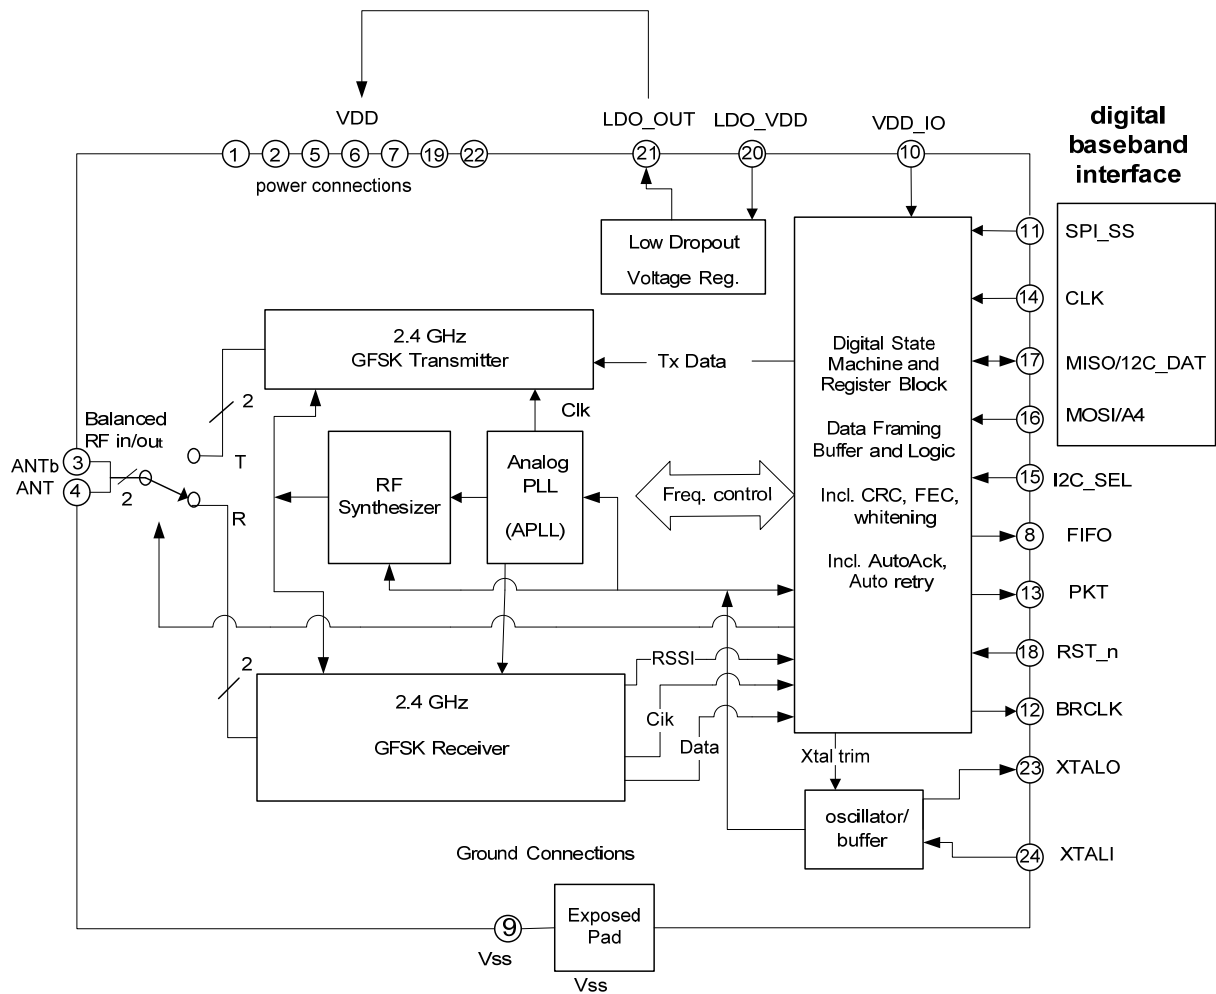 VDD
LDO_OUT
LDO_VDD
VDD_IO
digital
baseband
interface
1
2
5
6
7
19
22
21
20
10
power connections
Low Dropout
Voltage Reg.
11
SPI_SS
14
CLK
17
MISO/12C_DAT
16
MOSI/A4
15
I2C_SEL
8
FIFO
13
PKT
18
RST_n
12
BRCLK
23
XTALO
24
XTALI
2.4 GHz
GFSK Transmitter
Tx Data
Digital State
Machine and
Register Block
Data Framing
Buffer and Logic
Incl. CRC, FEC,
whitening
Incl. AutoAck,
Auto retry
2
Clk
Balanced
RF in/out
ANTb
3
ANT
4
2
T
R
RF
Synthesizer
Analog
PLL
(APLL)
Freq. control
2
RSSI
Cik
Data
2.4 GHz
GFSK Receiver
Xtal trim
oscillator/
buffer
Ground Connections
9
Vss
Exposed
Pad
Vss